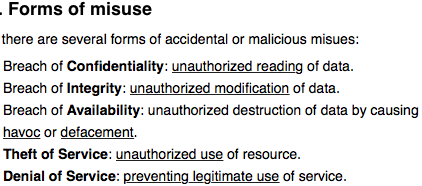 . Forms of misuse
there are several forms of accidental or malicious misues:
Breach of Confidentiality: unauthorized reading of data.
Breach of Integrity: unauthorized modification of data.
Breach of Availability: unauthorized destruction of data by causing
havoc or defacement.
Theft of Service: unauthorized use of resource.
Denial of Service: preventing legitimate use of service.